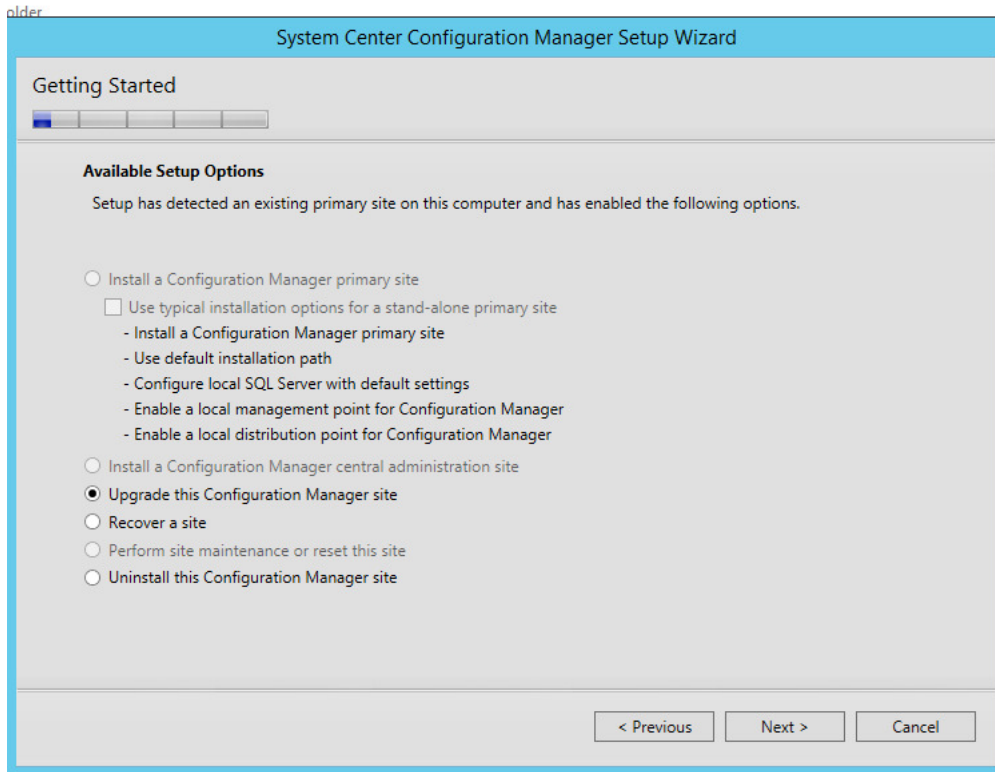 older
System Center Configuration Manager Setup Wizard
Getting Started
Available Setup Options
Setup has detected an existing primary site on this computer and has enabled the following options.
Install a Configuration Manager primary site
Use typical installation options for a stand-alone primary site
- Install a Configuration Manager primary site
- Use default installation path
- Configure local SQL Server with default settings
- Enable a local management point for Configuration Manager
- Enable a local distribution point for Configuration Manager
Install a Configuration Manager central administration site
Upgrade this Configuration Manager site
Recover a site
Perform site maintenance or reset this site
Uninstall this Configuration Manager site
< Previous Next > Cancel